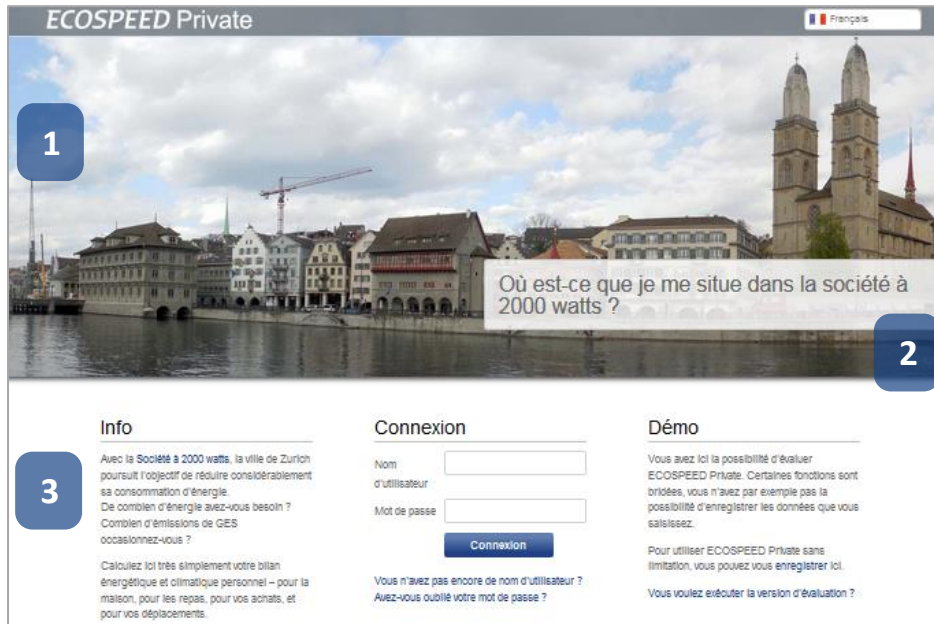 ECOSPEED Private
Français
1
Où est-ce que je me situe dans la société à
2000 watts ?
2
3
Info
Avec la Société à 2000 watts, la ville de Zurich
poursuit l'objectif de réduire considérablement
sa consommation d'énergie.
De combien d'énergie avez-vous besoin ?
Combien d'émissions de GES
occasionnez-vous ?
Calculez ici très simplement votre bilan
énergétique et climatique personnel – pour la
maison, pour les repas, pour vos achats, et
pour vos déplacements.
Connexion
Nom
d'utilisateur
Mot de passe
Connexion
Vous n'avez pas encore de nom d'utilisateur ?
Avez-vous oublié votre mot de passe ?
Démo
Vous avez ici la possibilité d'évaluer
ECOSPEED Private. Certaines fonctions sont
bridées, vous n'avez par exemple pas la
possibilité d'enregistrer les données que vous
saisissez.
Pour utiliser ECOSPEED Private sans
limitation, vous pouvez vous enregistrer ici.
Vous voulez exécuter la version d'évaluation ?